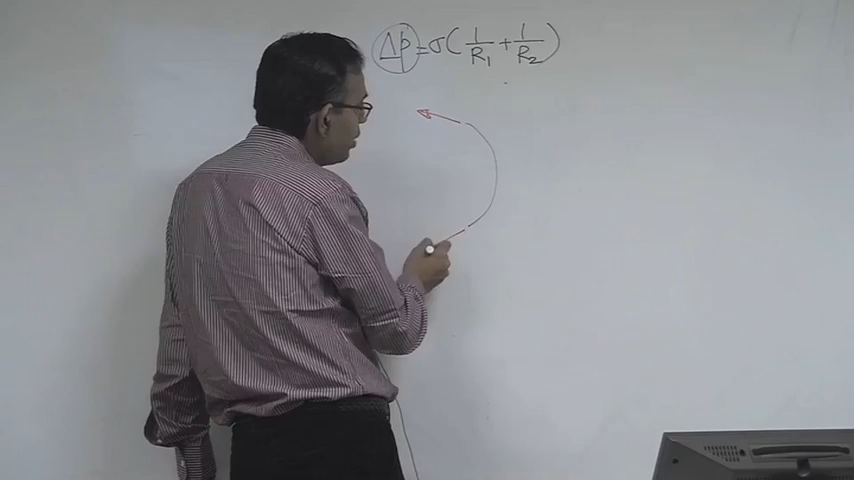 Δp = σ(1/R₁ + 1/R₂)